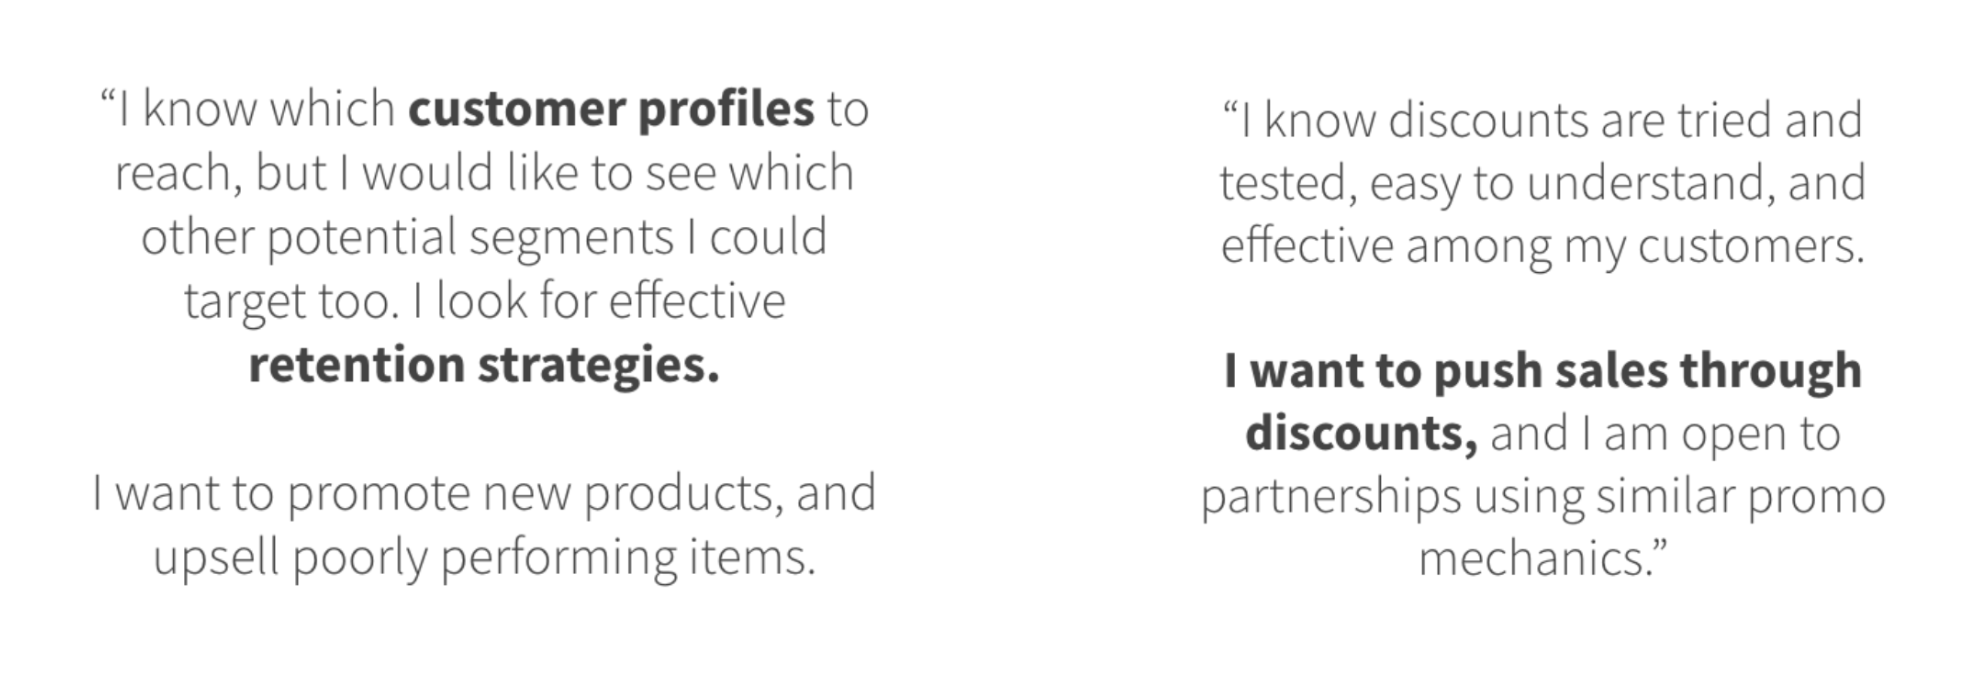 “I know which customer profiles to
reach, but I would like to see which
other potential segments I could
target too. I look for effective
retention strategies.
I want to promote new products, and
upsell poorly performing items.
“I know discounts are tried and
tested, easy to understand, and
effective among my customers.
I want to push sales through
discounts, and I am open to
partnerships using similar promo
mechanics.”